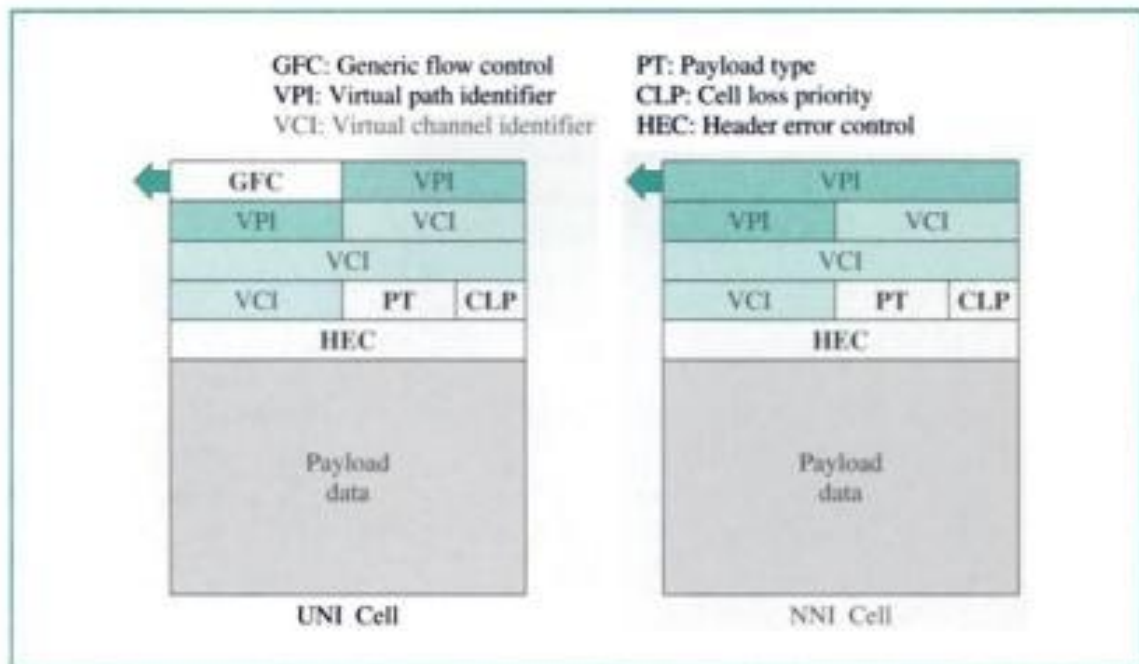 GFC: Generic flow control
VPI: Virtual path identifier
VCI: Virtual channel identifier
PT: Payload type
CLP: Cell loss priority
HEC: Header error control
GFC VPI
VPI VCI
VCI
VCI PT CLP
HEC
Payload
data
UNI Cell
VPI
VPI VCI
VCI
VCI PT CLP
HEC
Payload
data
NNI Cell